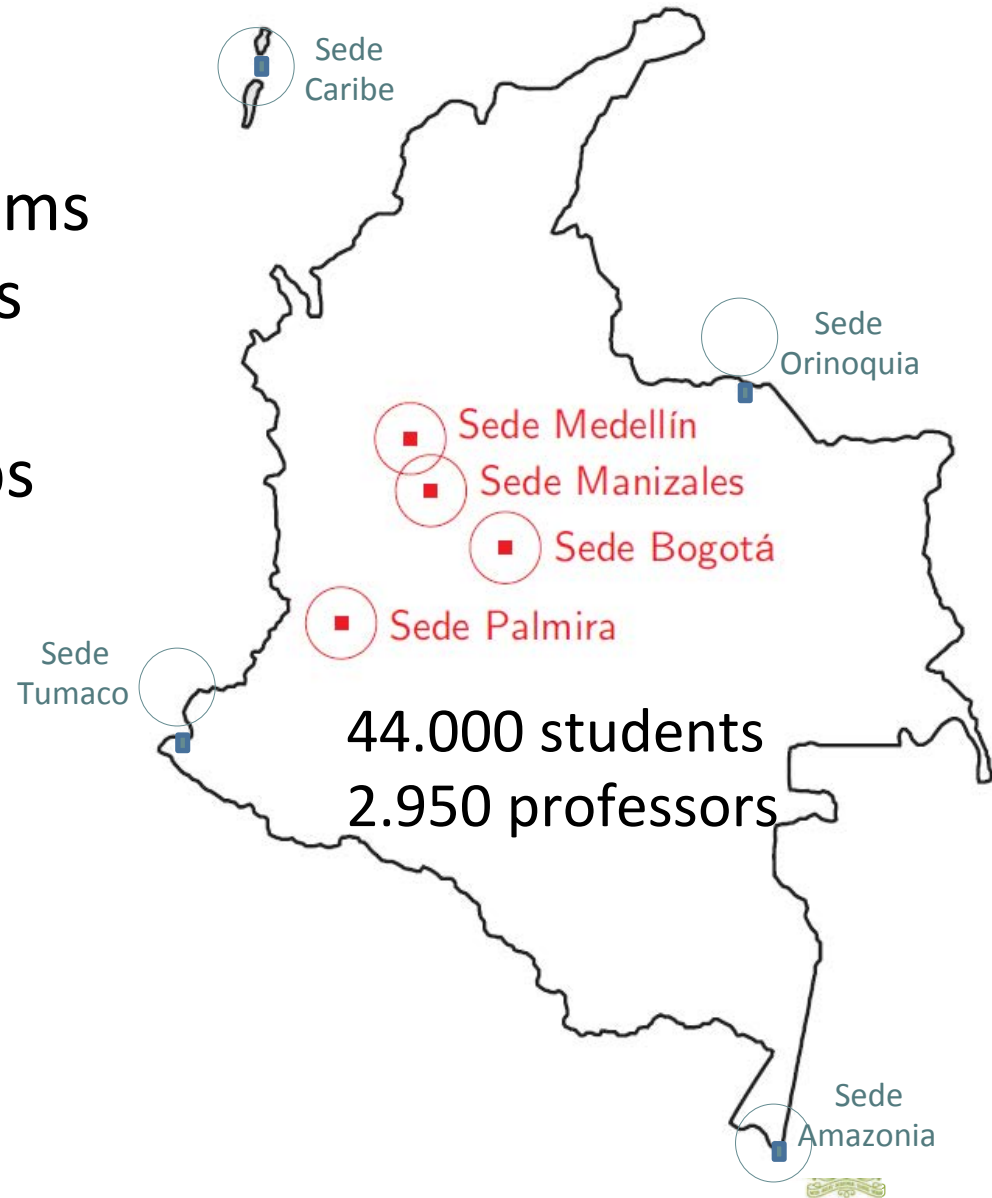 Sede
Caribe
ms
s
os
Sede
Orinoquia
Sede Medellín
Sede Manizales
Sede Bogotá
Sede Palmira
Sede
Tumaco
44.000 students
2.950 professors
Sede
Amazonia